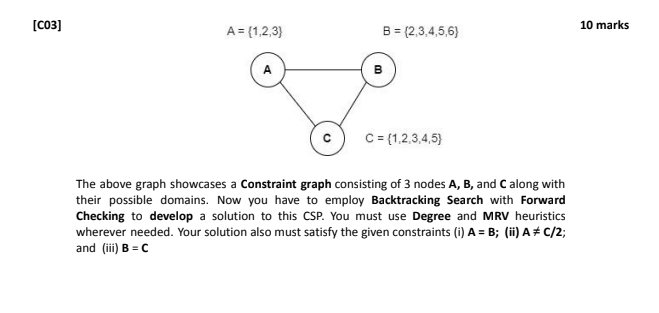 [C03]
A = {1,2,3}
B = {2,3,4,5,6}
10 marks
A
B
C
C = {1,2,3,4,5}
The above graph showcases a Constraint graph consisting of 3 nodes A, B, and C along with
their possible domains. Now you have to employ Backtracking Search with Forward
Checking to develop a solution to this CSP. You must use Degree and MRV heuristics
wherever needed. Your solution also must satisfy the given constraints (i) A = B; (ii) A ≠ C/2;
and (iii) B = C